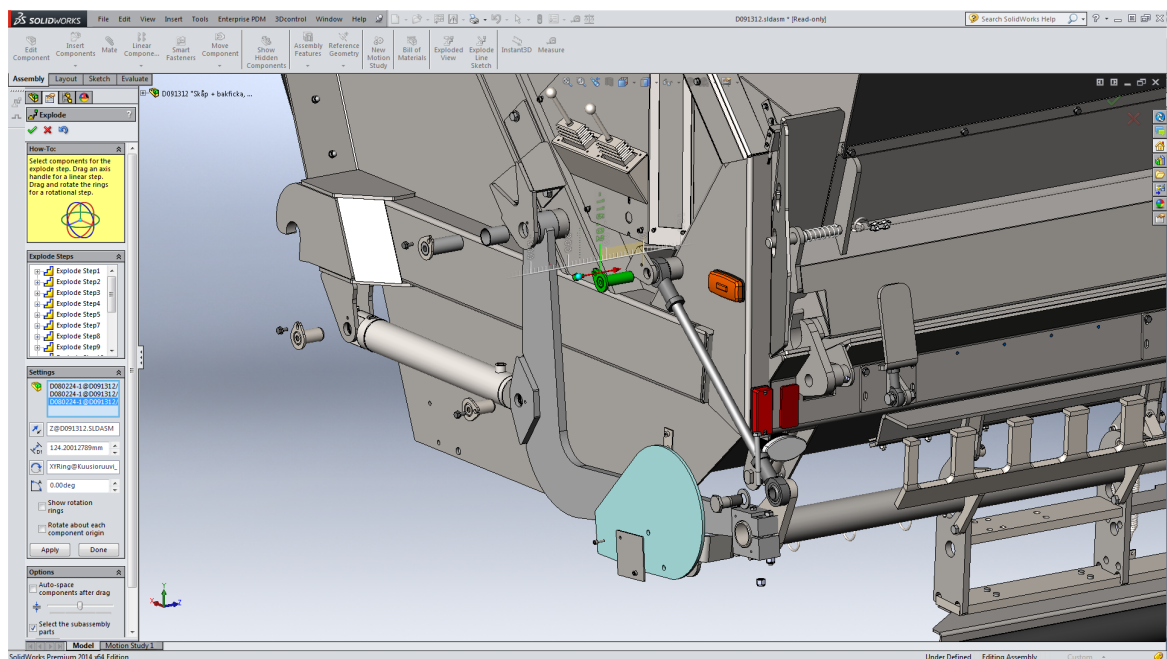 SOLIDWORKS File Edit View Insert Tools Enterprise PDM 3Dcontrol Window Help D091312.sldasm * [Read-only] Search SolidWorks Help
Edit Component
Insert Components
Mate
Linear Compone...
Smart Fasteners
Move Component
Show Hidden Components
Assembly Features
Reference Geometry
New Motion Study
Bill of Materials
Exploded View
Explode Line Sketch
Instant3D
Measure
Assembly Layout Sketch Evaluate
D091312 "Skåp + bakficka, ...
Explode ?
How-To:
Select components for the
explode step. Drag an axis
handle for a linear step.
Drag and rotate the rings
for a rotational step.
Explode Steps
Explode Step1
Explode Step2
Explode Step3
Explode Step4
Explode Step5
Explode Step7
Explode Step8
Explode Step9
Settings
D080224-1@D091312/
D080224-1@D091312/
D080224-1@D091312/
Z@D091312.SLDASM
D1 124.20012789mm
XYRing@Kuusioruuvi_
0.00deg
Show rotation
rings
Rotate about each
component origin
Apply Done
Options
Auto-space
components after drag
Select the subassembly
parts
Y
X Z
Model Motion Study 1
SolidWorks Premium 2014 x64 Edition Under Defined Editing Assembly Custom